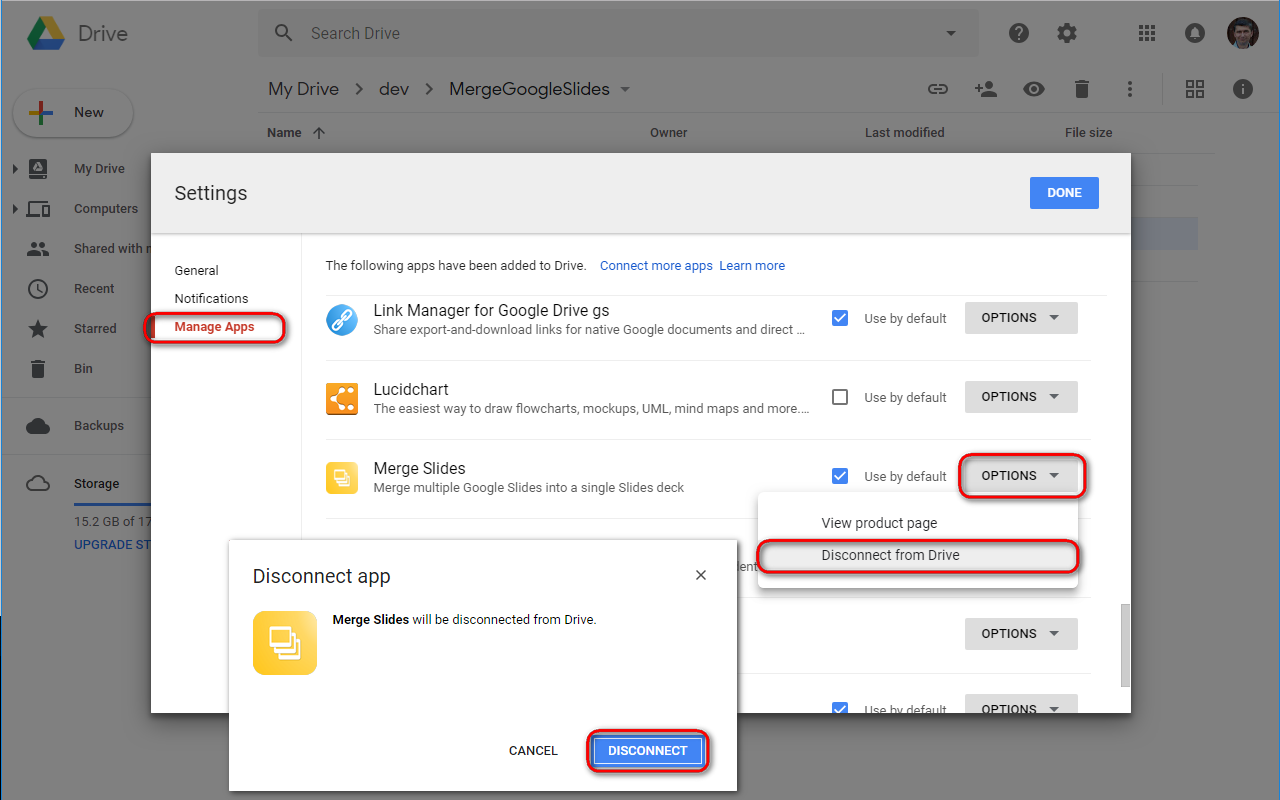 Drive
Search Drive
My Drive > dev > MergeGoogleSlides
New
Name Owner Last modified File size
My Drive
Computers
Shared with
Recent
Starred
Bin
Backups
Storage
15.2 GB of 17
UPGRADE ST
Settings
DONE
General
Notifications
Manage Apps
The following apps have been added to Drive. Connect more apps Learn more
Link Manager for Google Drive gs
Share export-and-download links for native Google documents and direct ...
Use by default
OPTIONS
Lucidchart
The easiest way to draw flowcharts, mockups, UML, mind maps and more....
Use by default
OPTIONS
Merge Slides
Merge multiple Google Slides into a single Slides deck
Use by default
OPTIONS
View product page
Disconnect from Drive
OPTIONS
Use by default
OPTIONS
Disconnect app
Merge Slides will be disconnected from Drive.
CANCEL
DISCONNECT